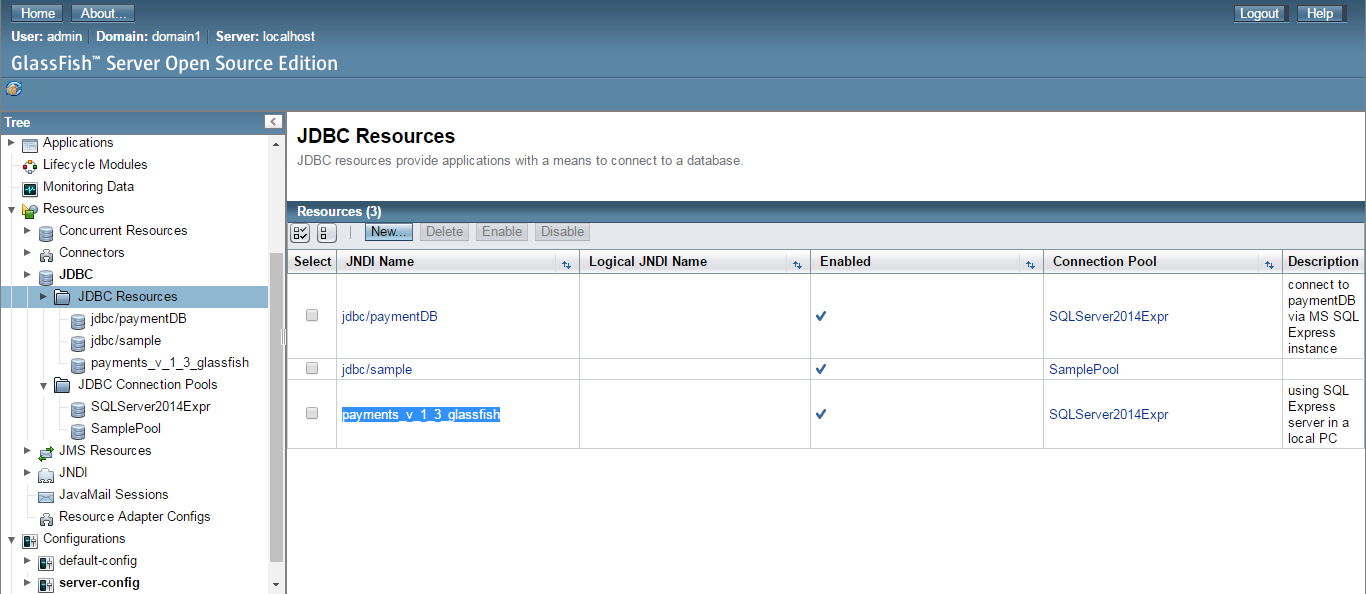 Home About... Logout Help
User: admin Domain: domain1 Server: localhost
GlassFish™ Server Open Source Edition
Tree
Applications
Lifecycle Modules
Monitoring Data
Resources
Concurrent Resources
Connectors
JDBC
JDBC Resources
jdbc/paymentDB
jdbc/sample
payments_v_1_3_glassfish
JDBC Connection Pools
SQLServer2014Expr
SamplePool
JMS Resources
JNDI
JavaMail Sessions
Resource Adapter Configs
Configurations
default-config
server-config
JDBC Resources
JDBC resources provide applications with a means to connect to a database.
Resources (3)
New... Delete Enable Disable
Select JNDI Name Logical JNDI Name Enabled Connection Pool Description
jdbc/paymentDB SQLServer2014Expr
connect to
paymentDB
via MS SQL
Express
instance
jdbc/sample SamplePool
payments_v_1_3_glassfish SQLServer2014Expr
using SQL
Express
server in a
local PC